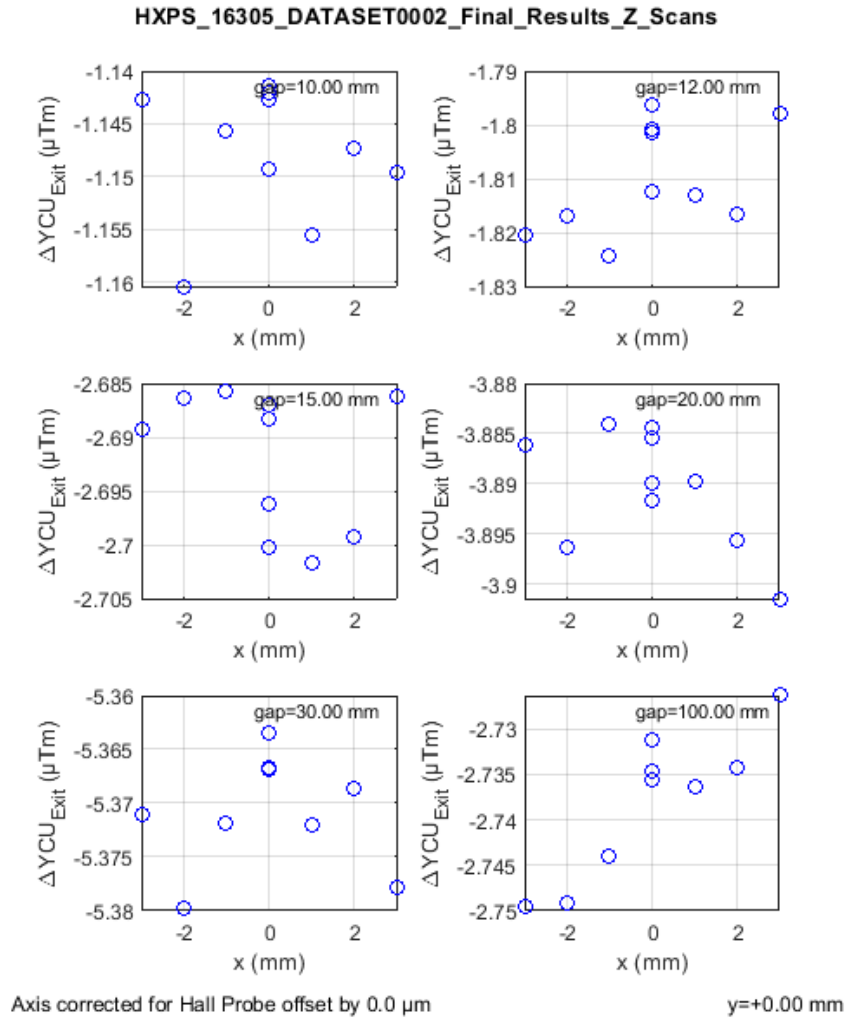 HXPS_16305_DATASET0002_Final_Results_Z_Scans
-1.14
-1.145
-1.15
-1.155
-1.16
ΔYCU_Exit (μTm)
gap=10.00 mm
-2 0 2
x (mm)
-1.79
-1.8
-1.81
-1.82
-1.83
ΔYCU_Exit (μTm)
gap=12.00 mm
-2 0 2
x (mm)
-2.685
-2.69
-2.695
-2.7
-2.705
ΔYCU_Exit (μTm)
gap=15.00 mm
-2 0 2
x (mm)
-3.88
-3.885
-3.89
-3.895
-3.9
ΔYCU_Exit (μTm)
gap=20.00 mm
-2 0 2
x (mm)
-5.36
-5.365
-5.37
-5.375
-5.38
ΔYCU_Exit (μTm)
gap=30.00 mm
-2 0 2
x (mm)
-2.73
-2.735
-2.74
-2.745
-2.75
ΔYCU_Exit (μTm)
gap=100.00 mm
-2 0 2
x (mm)
Axis corrected for Hall Probe offset by 0.0 μm
y=+0.00 mm